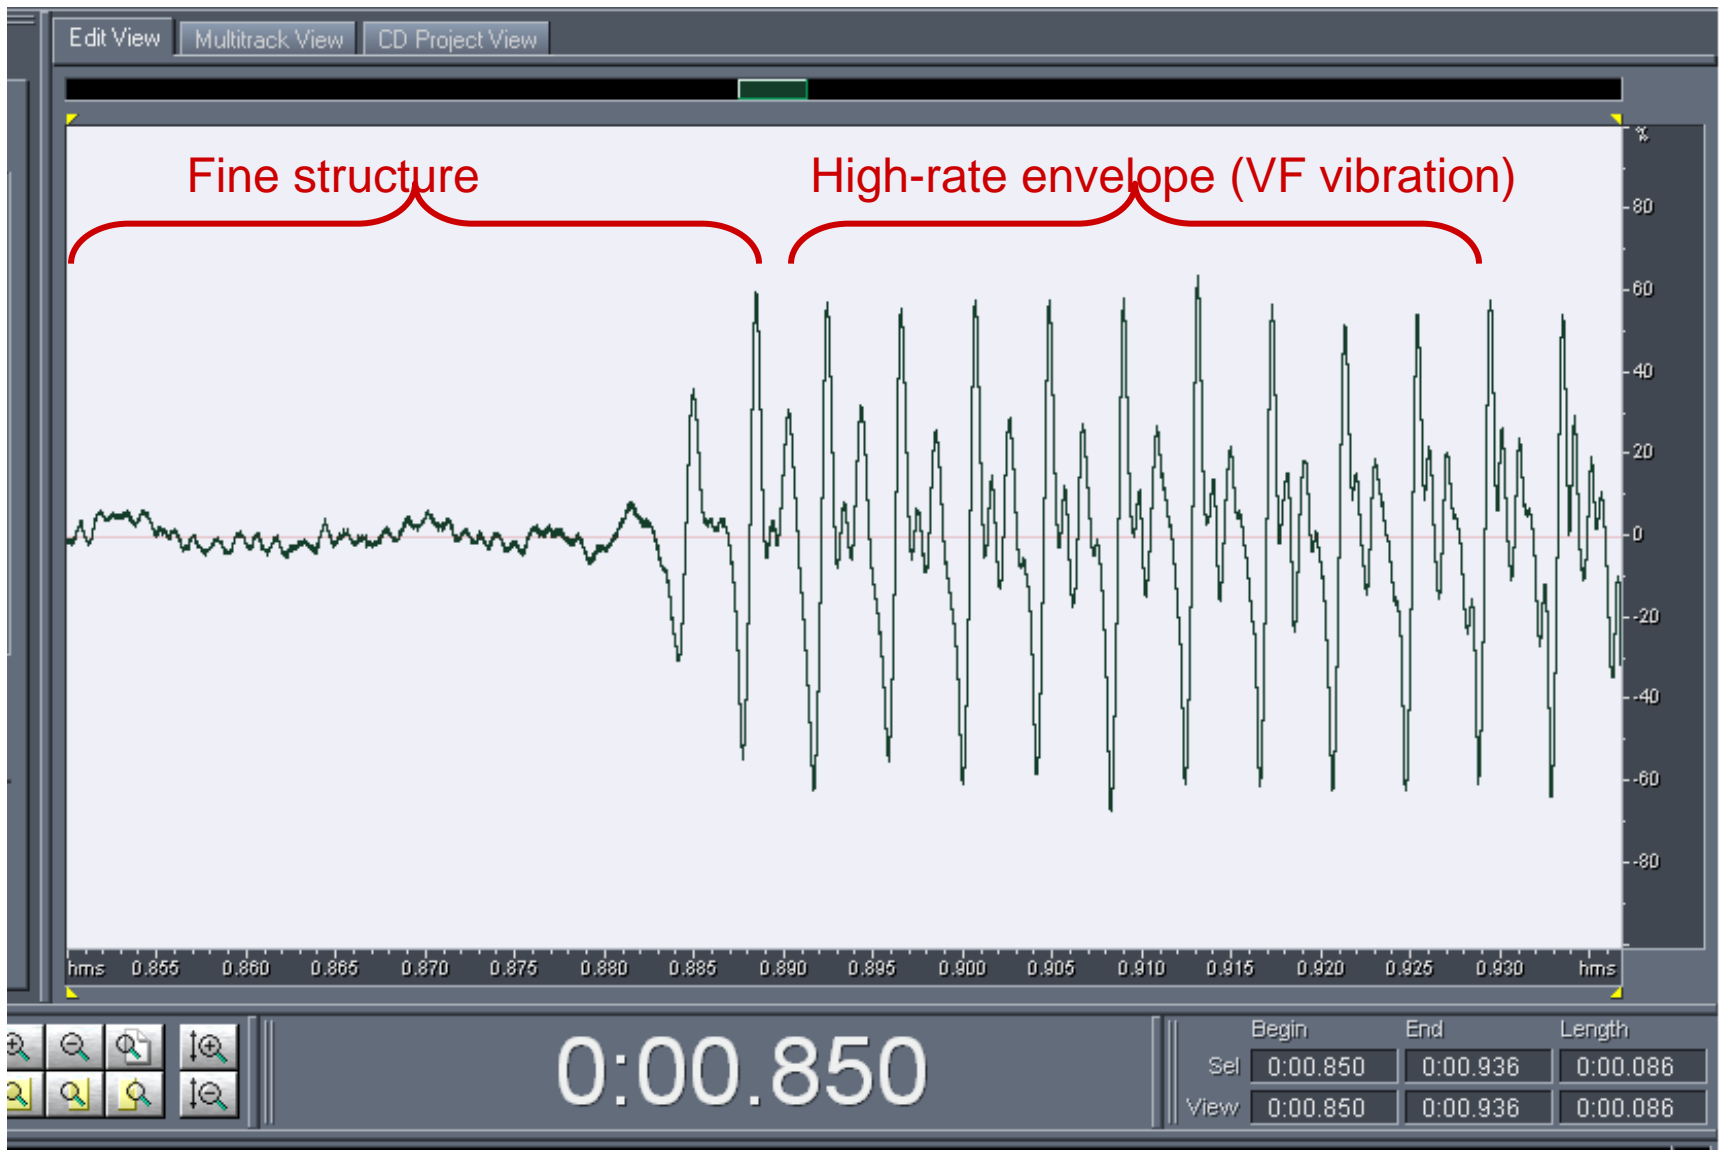 Edit View Multitrack View CD Project View
Fine structure High-rate envelope (VF vibration)
%
80
60
40
20
0
-20
-40
-60
-80
hms 0.855 0.860 0.865 0.870 0.875 0.880 0.885 0.890 0.895 0.900 0.905 0.910 0.915 0.920 0.925 0.930 hms
0:00.850
Begin End Length
Sel 0:00.850 0:00.936 0:00.086
View 0:00.850 0:00.936 0:00.086